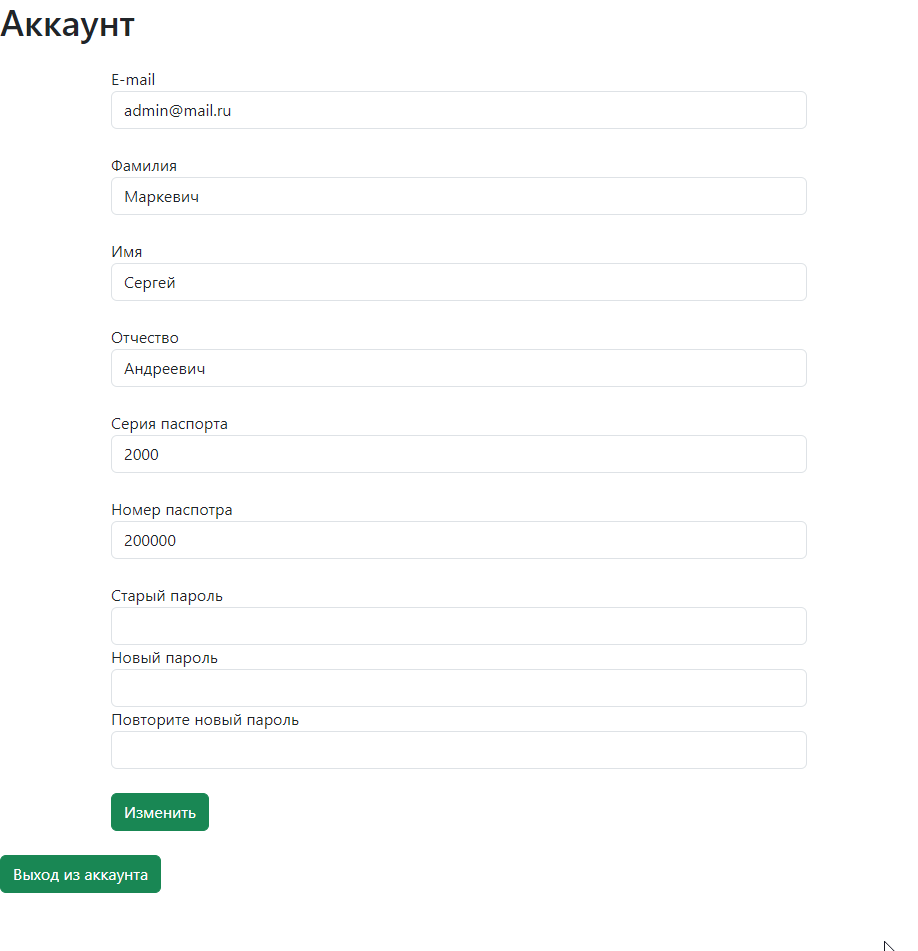 Аккаунт
E-mail
admin@mail.ru
Фамилия
Маркевич
Имя
Сергей
Отчество
Андреевич
Серия паспорта
2000
Номер паспотра
200000
Старый пароль
Новый пароль
Повторите новый пароль
Изменить
Выход из аккаунта